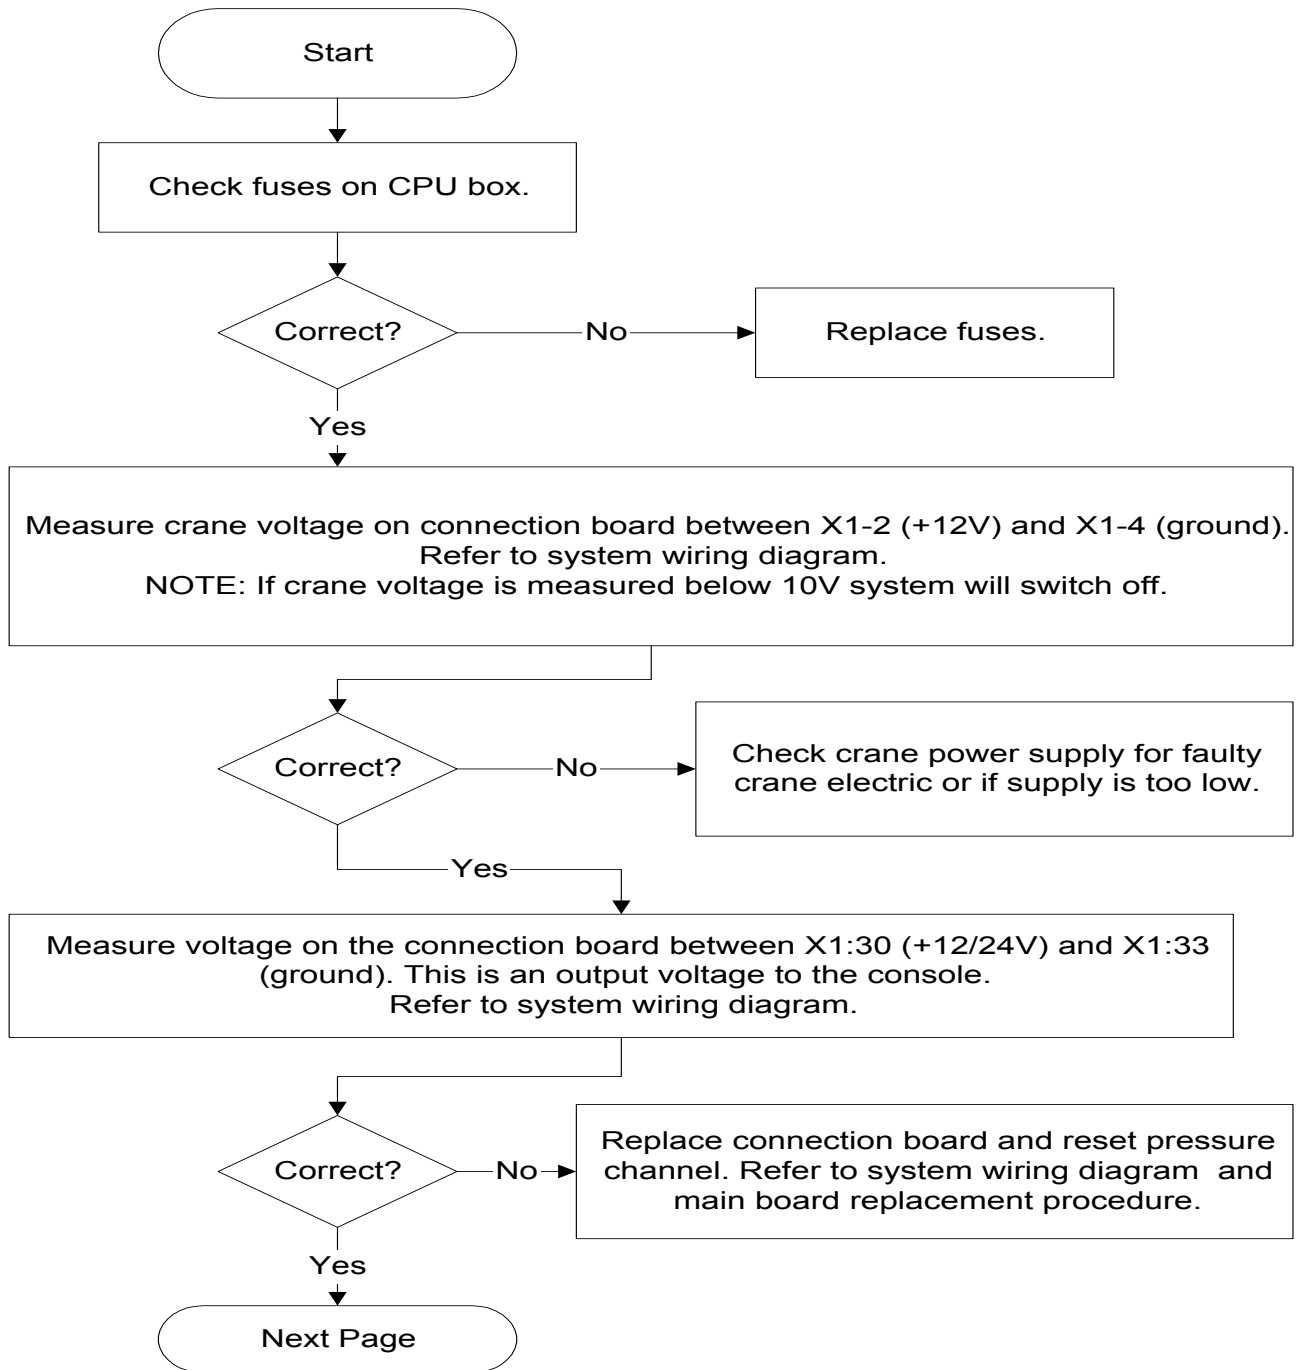 Start
Check fuses on CPU box.
Correct?
No
Replace fuses.
Yes
Measure crane voltage on connection board between X1-2 (+12V) and X1-4 (ground).
Refer to system wiring diagram.
NOTE: If crane voltage is measured below 10V system will switch off.
Correct?
No
Check crane power supply for faulty
crane electric or if supply is too low.
Yes
Measure voltage on the connection board between X1:30 (+12/24V) and X1:33
(ground). This is an output voltage to the console.
Refer to system wiring diagram.
Correct?
No
Replace connection board and reset pressure
channel. Refer to system wiring diagram  and
main board replacement procedure.
Yes
Next Page